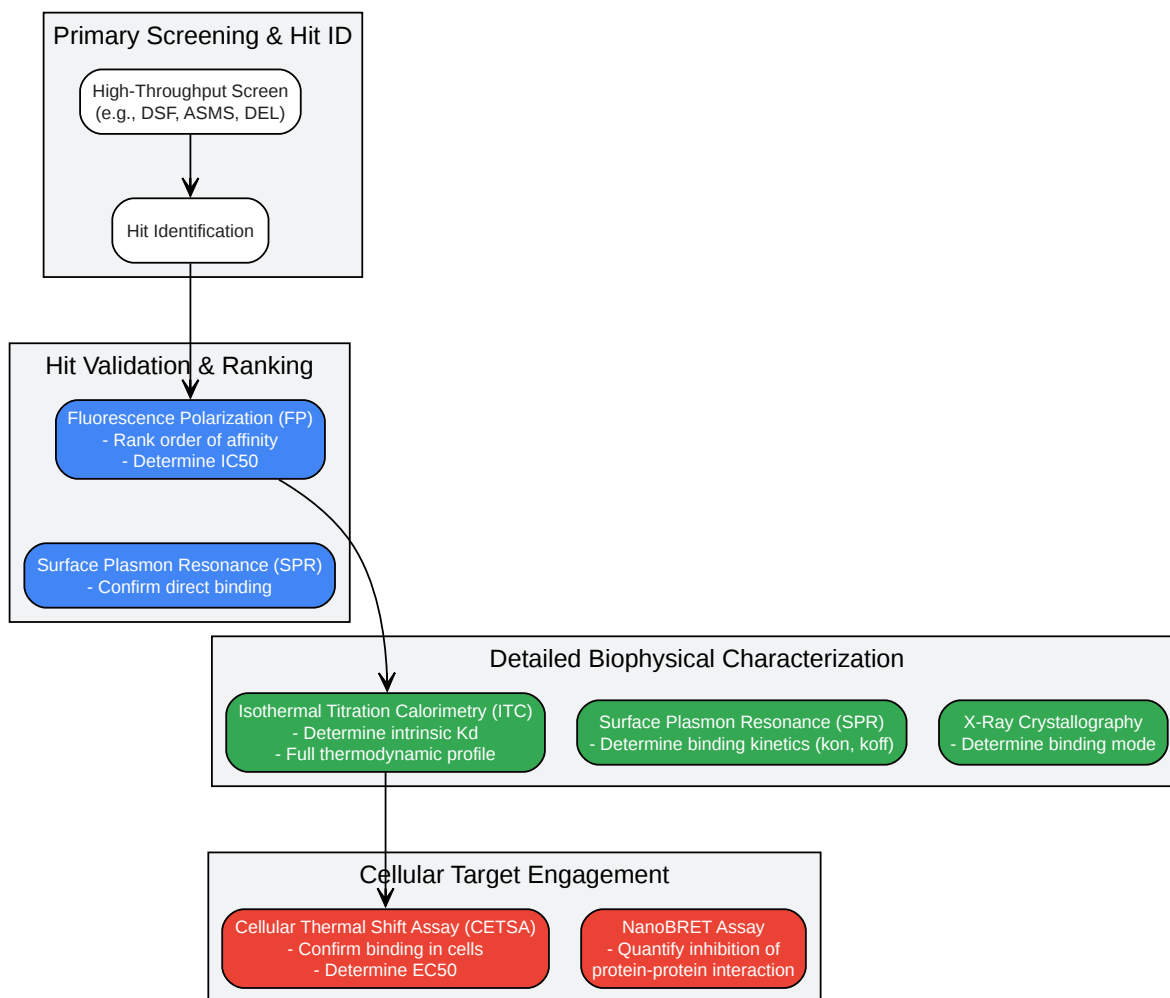 Primary Screening & Hit ID
High-Throughput Screen
(e.g., DSF, ASMS, DEL)
Hit Identification
Hit Validation & Ranking
Fluorescence Polarization (FP)
- Rank order of affinity
- Determine IC50
Surface Plasmon Resonance (SPR)
- Confirm direct binding
Detailed Biophysical Characterization
Isothermal Titration Calorimetry (ITC)
- Determine intrinsic Kd
- Full thermodynamic profile
Surface Plasmon Resonance (SPR)
- Determine binding kinetics (kon, koff)
X-Ray Crystallography
- Determine binding mode
Cellular Target Engagement
Cellular Thermal Shift Assay (CETSA)
- Confirm binding in cells
- Determine EC50
NanoBRET Assay
- Quantify inhibition of
protein-protein interaction